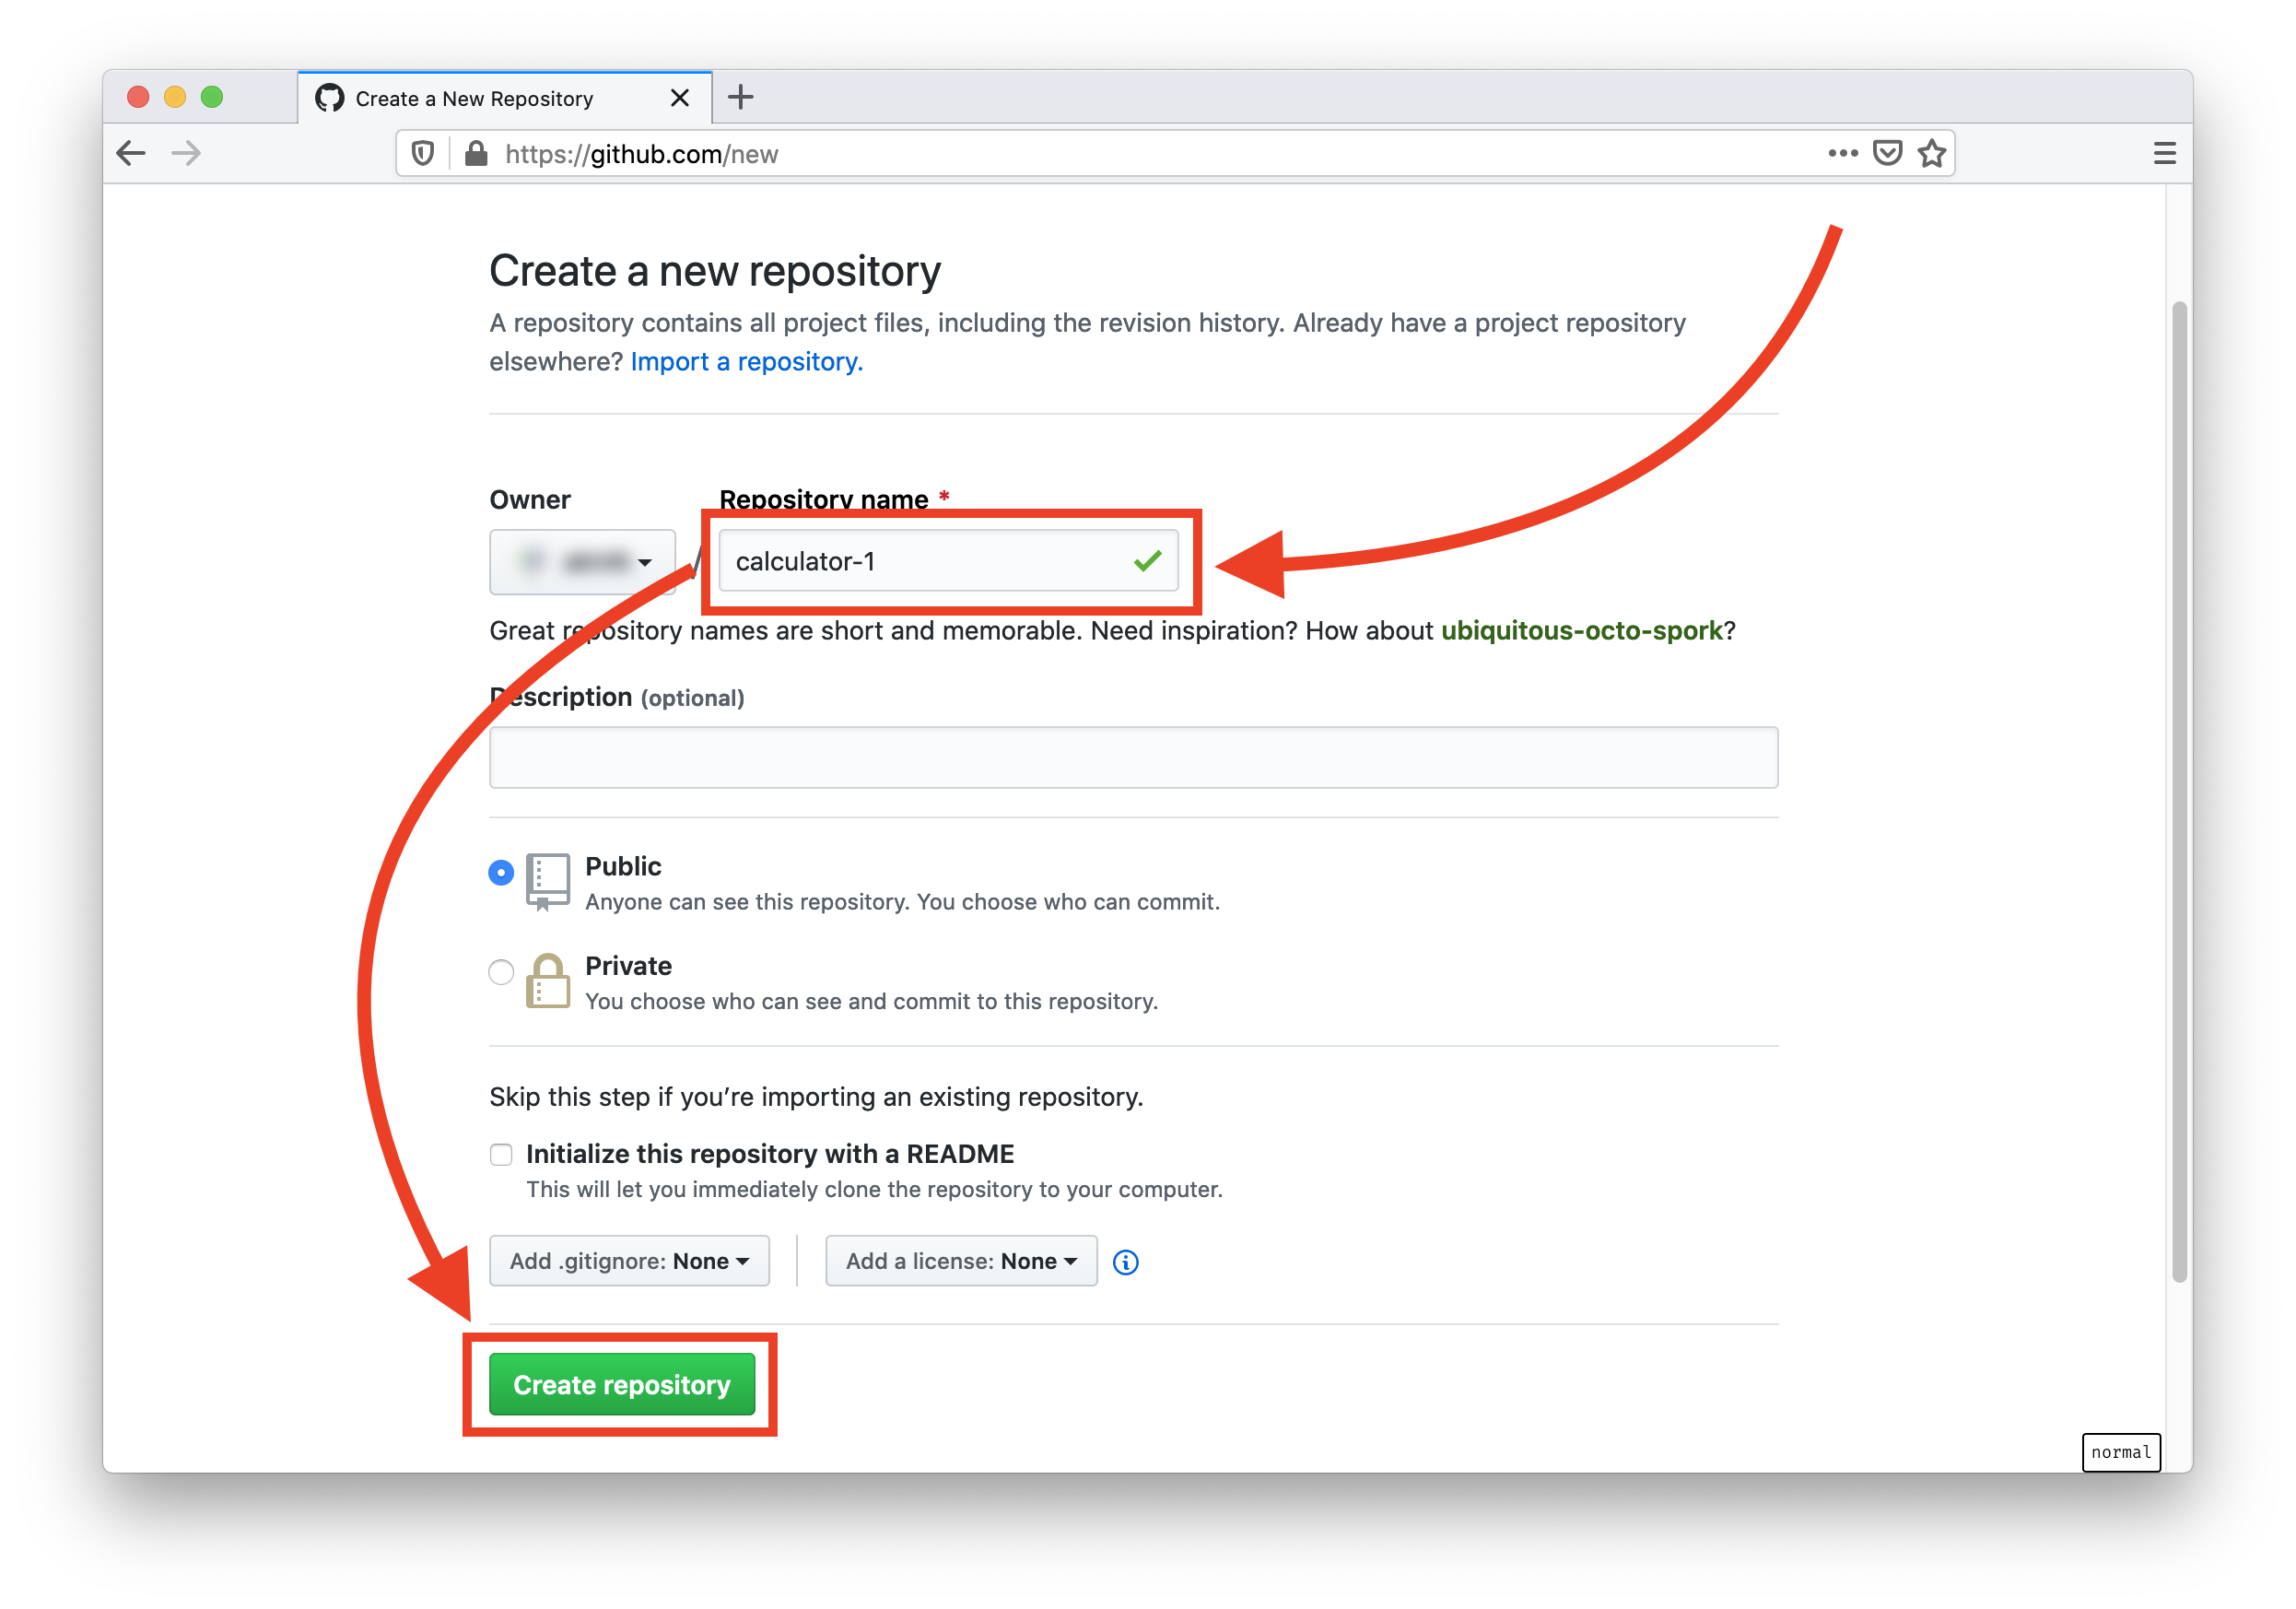 Create a New Repository
https://github.com/new
Create a new repository
A repository contains all project files, including the revision history. Already have a project repository
elsewhere? Import a repository.
Owner
Repository name *
/
calculator-1
Great repository names are short and memorable. Need inspiration? How about ubiquitous-octo-spork?
Description (optional)
Public
Anyone can see this repository. You choose who can commit.
Private
You choose who can see and commit to this repository.
Skip this step if you’re importing an existing repository.
Initialize this repository with a README
This will let you immediately clone the repository to your computer.
Add .gitignore: None
Add a license: None
Create repository
normal